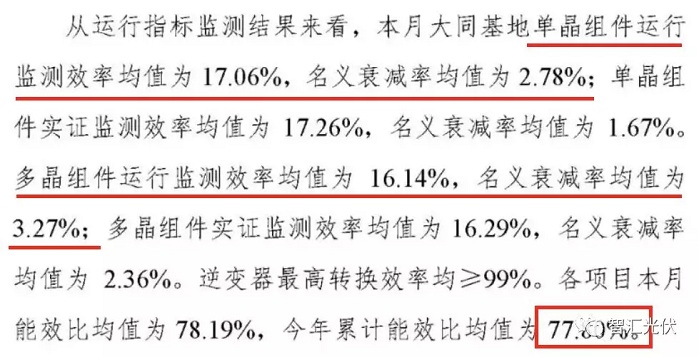 从运行指标监测结果来看，本月大同基地单晶组件运行
监测效率均值为 17.06%，名义衰减率均值为 2.78%；单晶组
件实证监测效率均值为 17.26%，名义衰减率均值为 1.67%。
多晶组件运行监测效率均值为 16.14%，名义衰减率均值为
3.27%；多晶组件实证监测效率均值为 16.29%，名义衰减率
均值为 2.36%。逆变器最高转换效率均≥99%。各项目本月
能效比均值为 78.19%，今年累计能效比均值为 77.80%。
智汇光伏